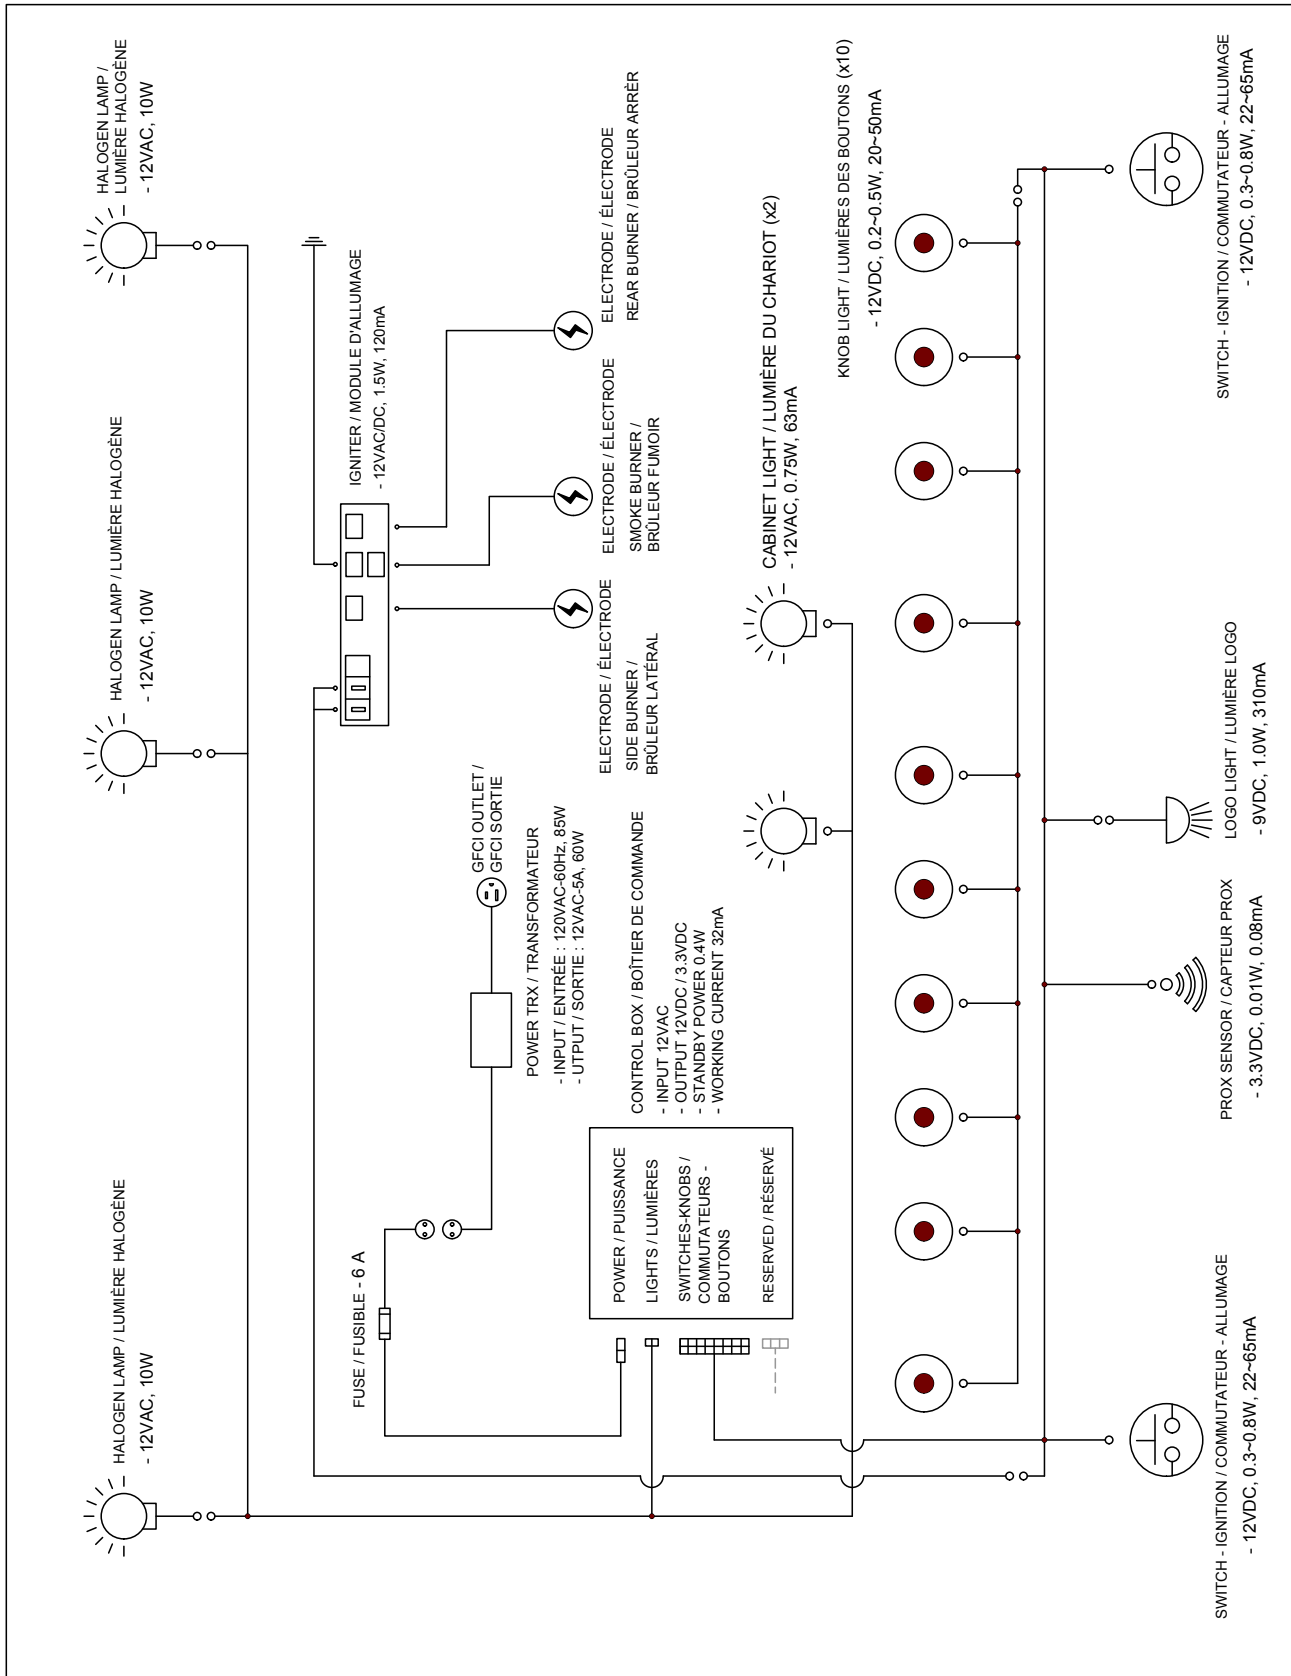 HALOGEN LAMP / LUMIÈRE HALOGÈNE
- 12VAC, 10W
HALOGEN LAMP / LUMIÈRE HALOGÈNE
- 12VAC, 10W
HALOGEN LAMP /
LUMIÈRE HALOGÈNE
- 12VAC, 10W
FUSE / FUSIBLE - 6 A
IGNITER / MODULE D'ALLUMAGE
- 12VAC/DC, 1.5W, 120mA
GFCI OUTLET /
GFCI SORTIE
POWER TRX / TRANSFORMATEUR
- INPUT / ENTRÉE : 120VAC-60Hz, 85W
- UTPUT / SORTIE : 12VAC-5A, 60W
ELECTRODE / ÉLECTRODE
SIDE BURNER /
BRÛLEUR LATÉRAL
ELECTRODE / ÉLECTRODE
SMOKE BURNER /
BRÛLEUR FUMOIR
ELECTRODE / ÉLECTRODE
REAR BURNER / BRÛLEUR ARRÈR
CONTROL BOX / BOÎTIER DE COMMANDE
- INPUT 12VAC
- OUTPUT 12VDC / 3.3VDC
- STANDBY POWER 0.4W
- WORKING CURRENT 32mA
POWER / PUISSANCE
LIGHTS / LUMIÈRES
SWITCHES-KNOBS /
COMMUTATEURS -
BOUTONS
RESERVED / RÉSERVÉ
CABINET LIGHT / LUMIÈRE DU CHARIOT (x2)
- 12VAC, 0.75W, 63mA
KNOB LIGHT / LUMIÈRES DES BOUTONS (x10)
- 12VDC, 0.2~0.5W, 20~50mA
SWITCH - IGNITION / COMMUTATEUR - ALLUMAGE
- 12VDC, 0.3~0.8W, 22~65mA
PROX SENSOR / CAPTEUR PROX
- 3.3VDC, 0.01W, 0.08mA
LOGO LIGHT / LUMIÈRE LOGO
- 9VDC, 1.0W, 310mA
SWITCH - IGNITION / COMMUTATEUR - ALLUMAGE
- 12VDC, 0.3~0.8W, 22~65mA